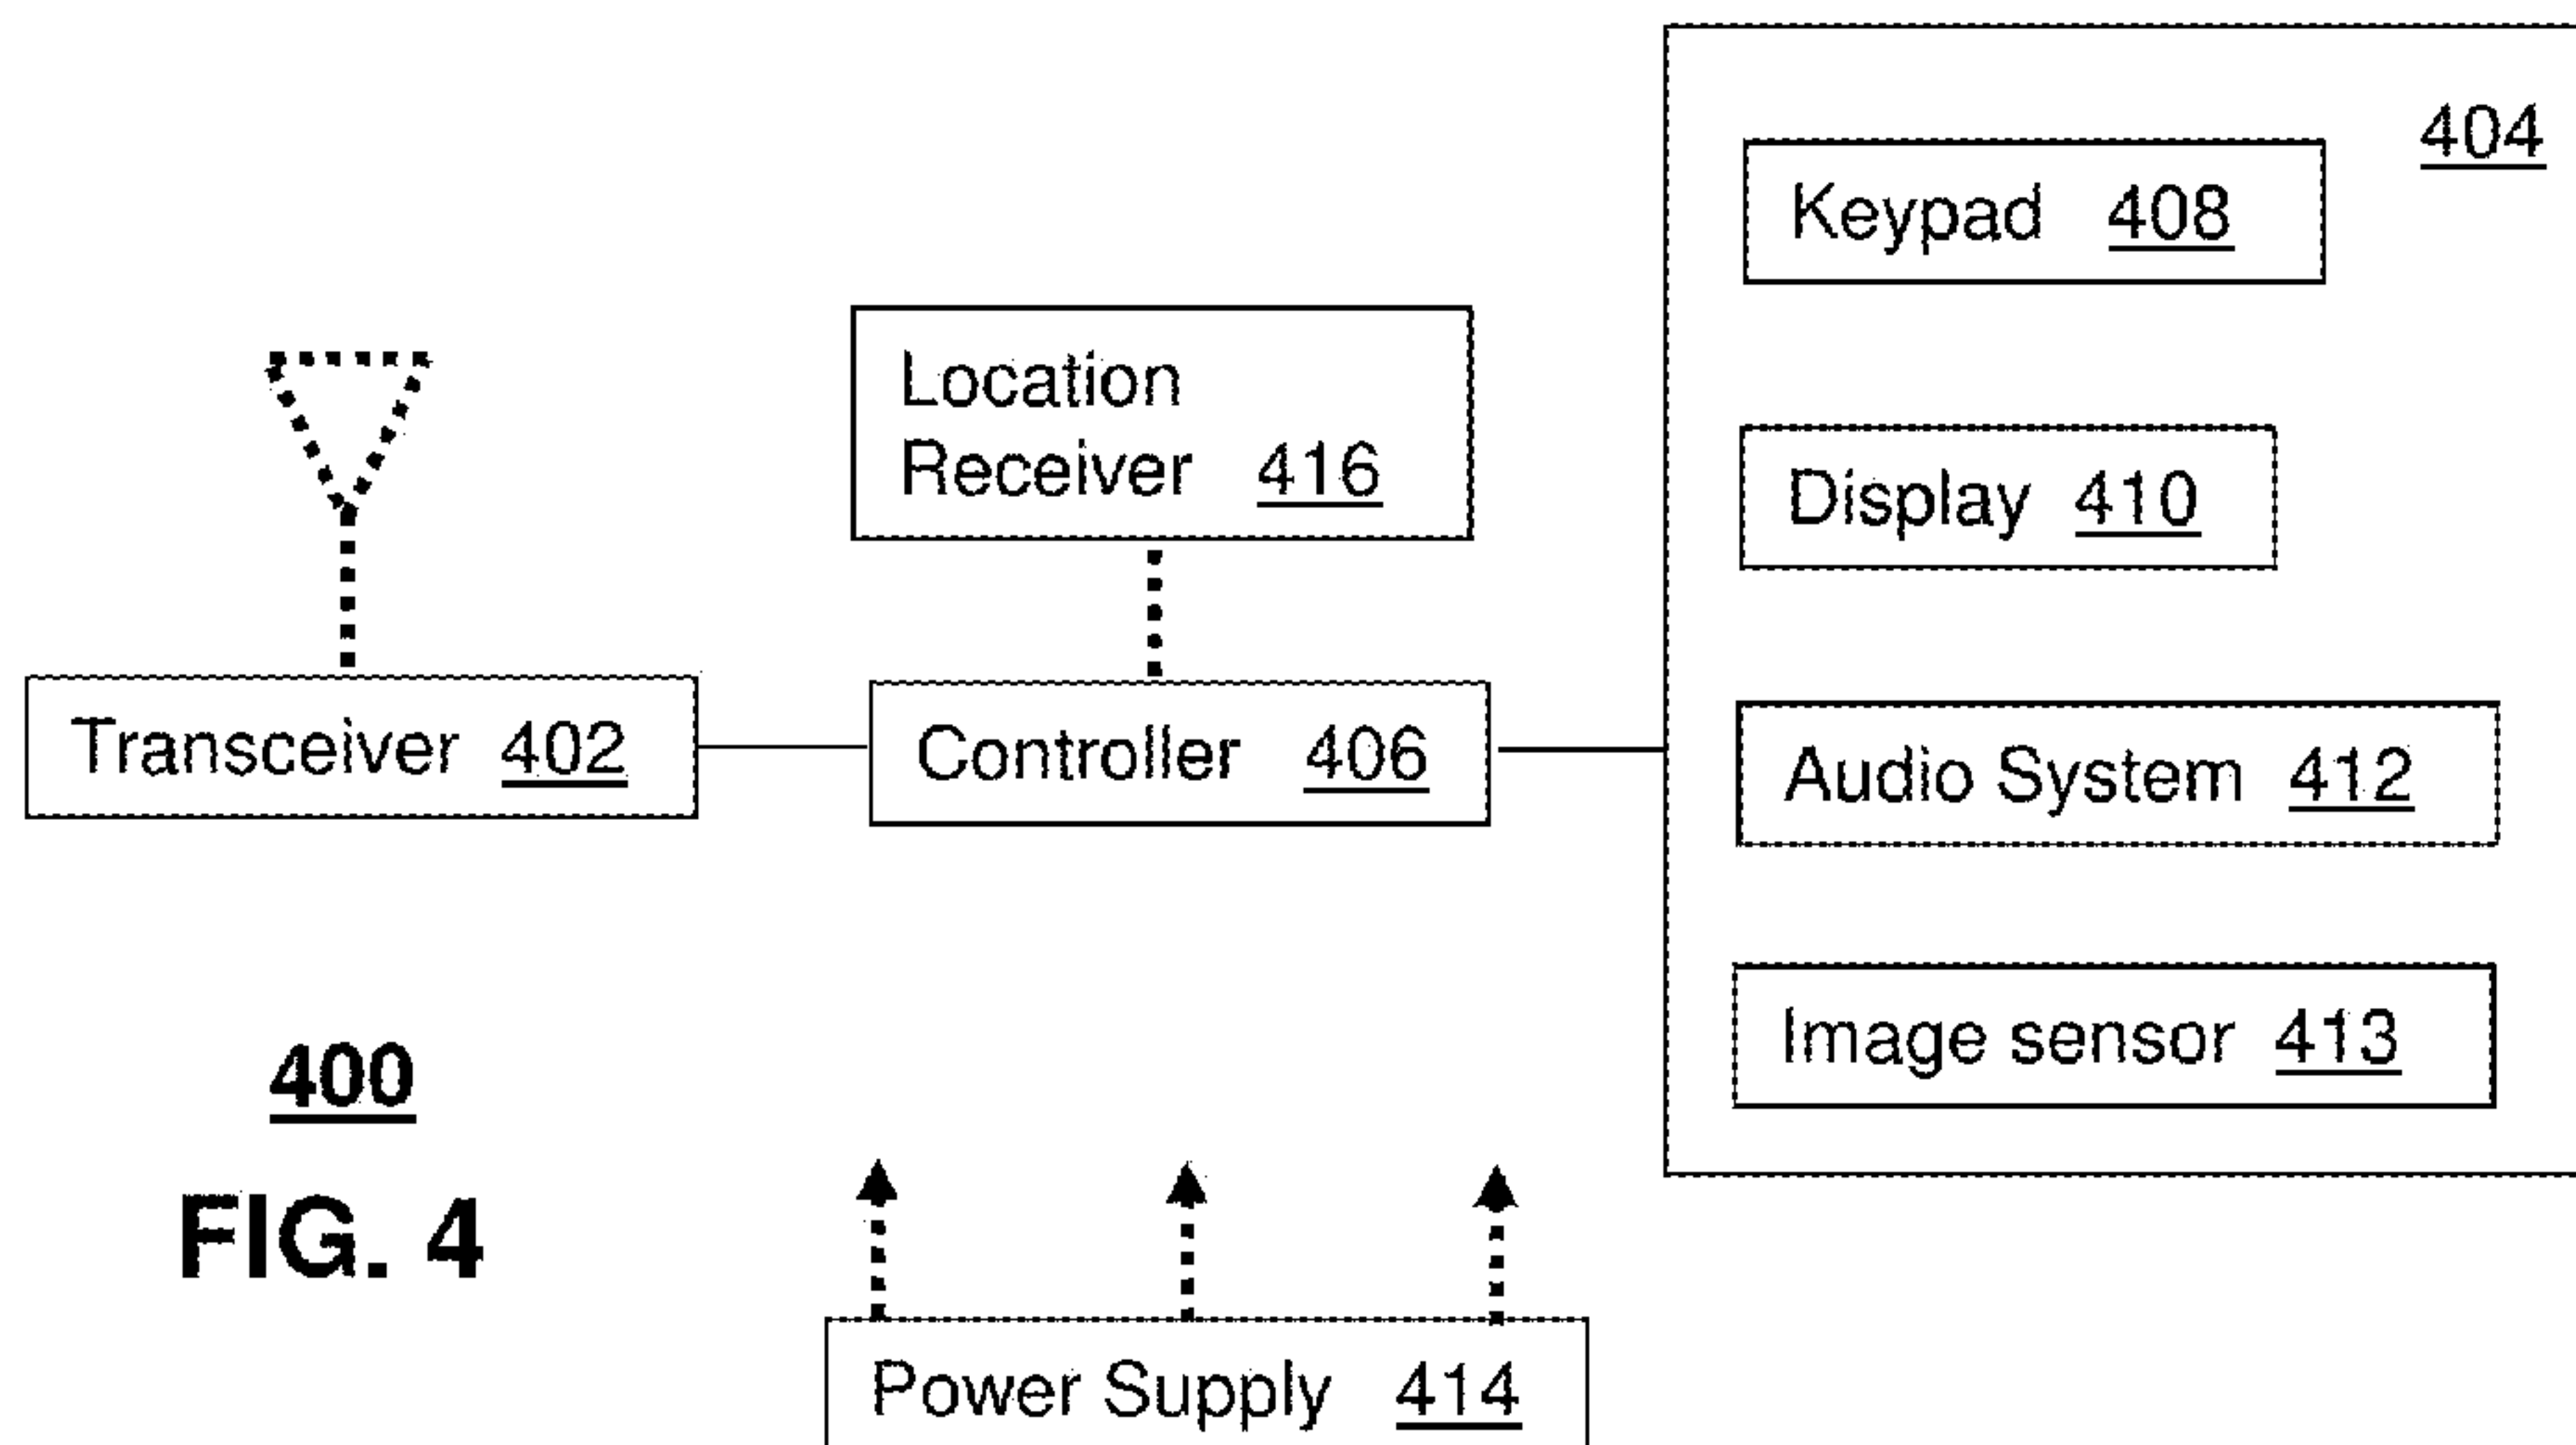 404
Keypad 408
Location
Receiver 416
Display 410
Transceiver 402
Controller 406
Audio System 412
Image sensor 413
400
FIG. 4
Power Supply 414